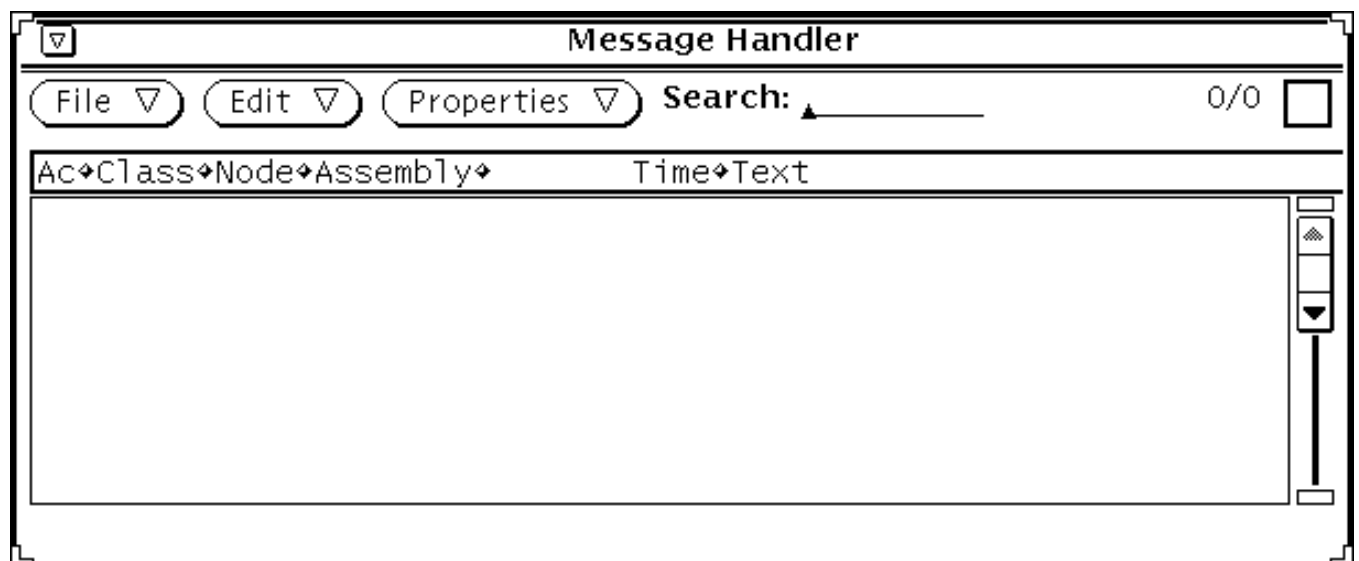 Message Handler
File Edit Properties Search: 0/0
Ac Class Node Assembly Time Text